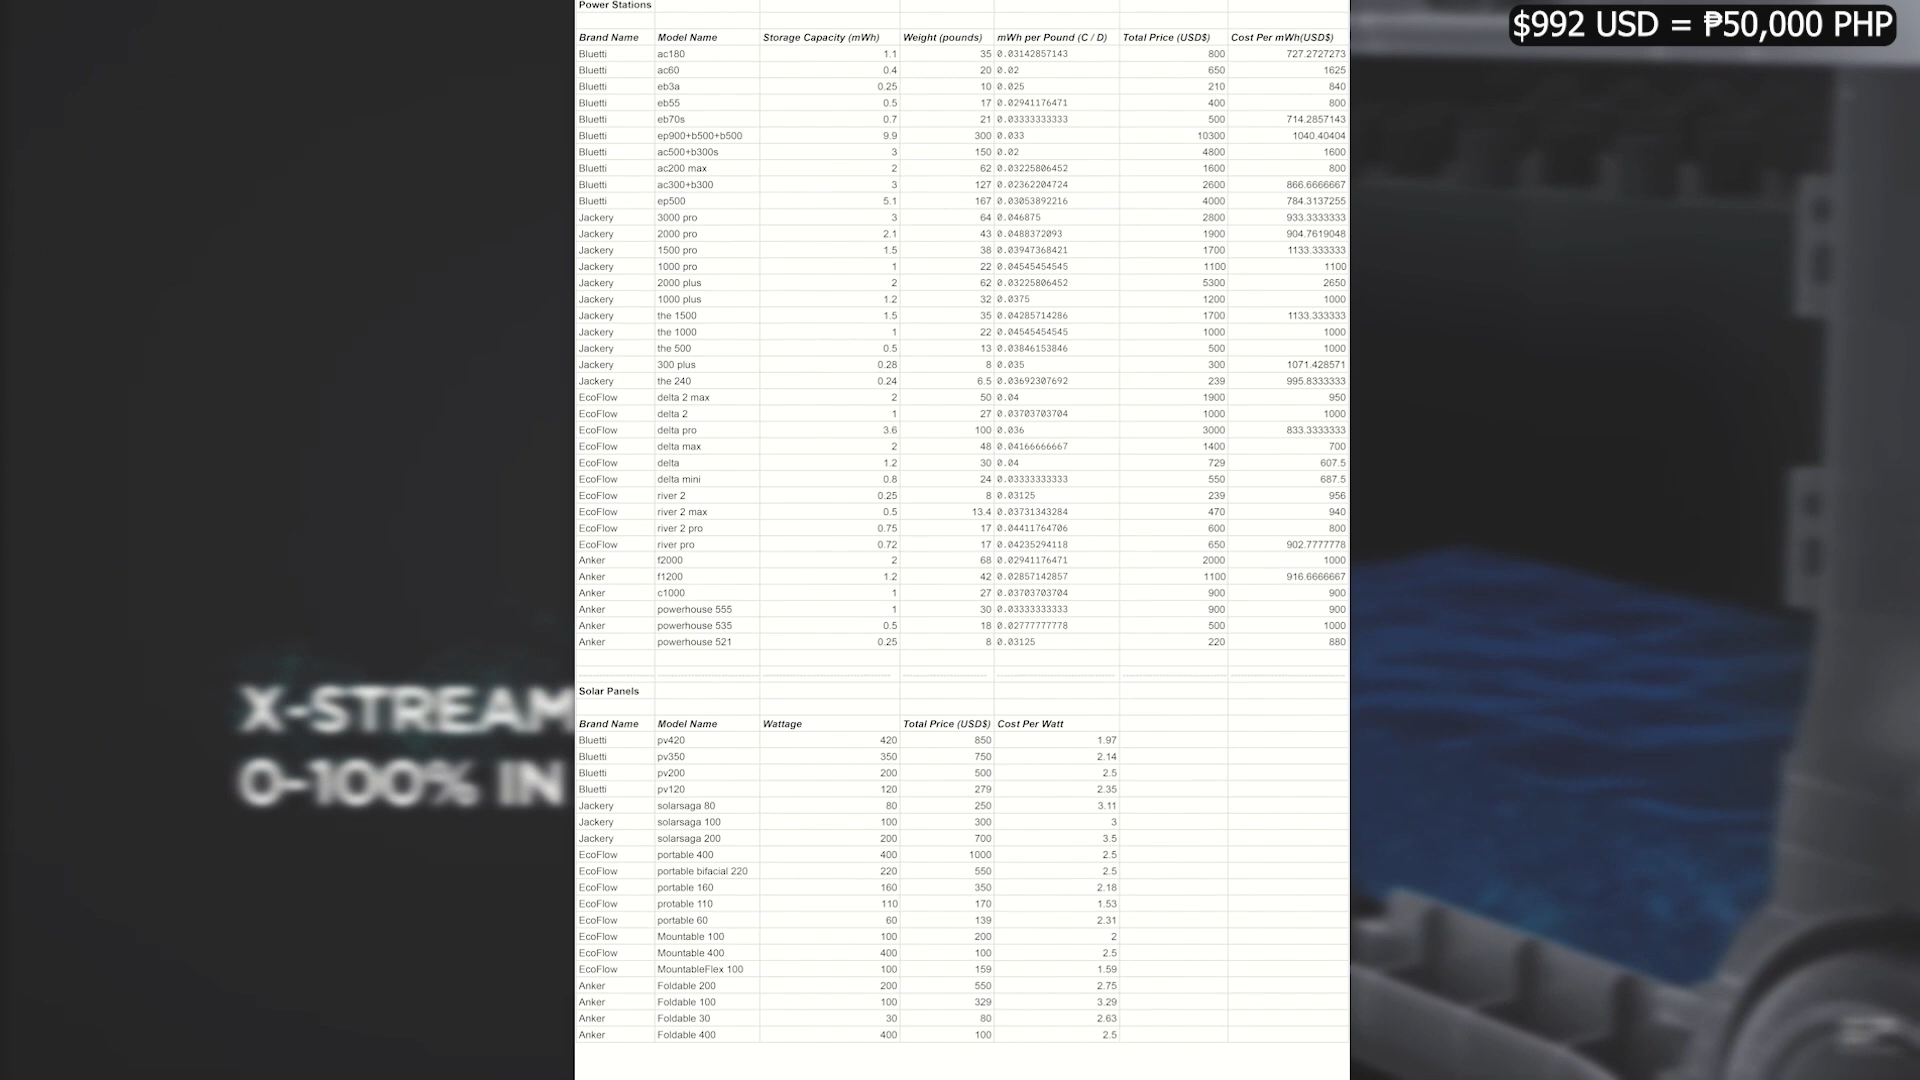 $992 USD = ₱50,000 PHP
Power Stations
Brand Name Model Name Storage Capacity (mWh) Weight (pounds) mWh per Pound (C / D) Total Price (USD$) Cost Per mWh(USD$)
Bluetti ac180 1.1 35 0.03142857143 800 727.2727273
Bluetti ac60 0.4 20 0.02 650 1625
Bluetti eb3a 0.25 10 0.025 210 840
Bluetti eb55 0.5 17 0.02941176471 400 800
Bluetti eb70s 0.7 21 0.03333333333 500 714.2857143
Bluetti ep900+b500+b500 9.9 300 0.033 10300 1040.40404
Bluetti ac500+b300s 3 150 0.02 4800 1600
Bluetti ac200 max 2 62 0.03225806452 1600 800
Bluetti ac300+b300 3 127 0.02362204724 2600 866.6666667
Bluetti ep500 5.1 167 0.03053892216 4000 784.3137255
Jackery 3000 pro 3 64 0.046875 2800 933.3333333
Jackery 2000 pro 2.1 43 0.0488372093 1900 904.7619048
Jackery 1500 pro 1.5 38 0.03947368421 1700 1133.333333
Jackery 1000 pro 1 22 0.04545454545 1100 1100
Jackery 2000 plus 2 62 0.03225806452 5300 2650
Jackery 1000 plus 1.2 32 0.0375 1200 1000
Jackery the 1500 1.5 35 0.04285714286 1700 1133.333333
Jackery the 1000 1 22 0.04545454545 1000 1000
Jackery the 500 0.5 13 0.03846153846 500 1000
Jackery 300 plus 0.28 8 0.035 300 1071.428571
Jackery the 240 0.24 6.5 0.03692307692 239 995.8333333
EcoFlow delta 2 max 2 50 0.04 1900 950
EcoFlow delta 2 1 27 0.03703703704 1000 1000
EcoFlow delta pro 3.6 100 0.036 3000 833.3333333
EcoFlow delta max 2 48 0.04166666667 1400 700
EcoFlow delta 1.2 30 0.04 729 607.5
EcoFlow delta mini 0.8 24 0.03333333333 550 687.5
EcoFlow river 2 0.25 8 0.03125 239 956
EcoFlow river 2 max 0.5 13.4 0.03731343284 470 940
EcoFlow river 2 pro 0.75 17 0.04411764706 600 800
EcoFlow river pro 0.72 17 0.04235294118 650 902.7777778
Anker f2000 2 68 0.02941176471 2000 1000
Anker f1200 1.2 42 0.02857142857 1100 916.6666667
Anker c1000 1 27 0.03703703704 900 900
Anker powerhouse 555 1 30 0.03333333333 900 900
Anker powerhouse 535 0.5 18 0.02777777778 500 1000
Anker powerhouse 521 0.25 8 0.03125 220 880
Solar Panels
Brand Name Model Name Wattage Total Price (USD$) Cost Per Watt
Bluetti pv420 420 850 1.97
Bluetti pv350 350 750 2.14
Bluetti pv200 200 500 2.5
Bluetti pv120 120 279 2.35
Jackery solarsaga 80 80 250 3.11
Jackery solarsaga 100 100 300 3
Jackery solarsaga 200 200 700 3.5
EcoFlow portable 400 400 1000 2.5
EcoFlow portable bifacial 220 220 550 2.5
EcoFlow portable 160 160 350 2.18
EcoFlow protable 110 110 170 1.53
EcoFlow portable 60 60 139 2.31
EcoFlow Mountable 100 100 200 2
EcoFlow Mountable 400 400 100 2.5
EcoFlow MountableFlex 100 100 159 1.59
Anker Foldable 200 200 550 2.75
Anker Foldable 100 100 329 3.29
Anker Foldable 30 30 80 2.63
Anker Foldable 400 400 100 2.5
X-STREAM
0-100% IN